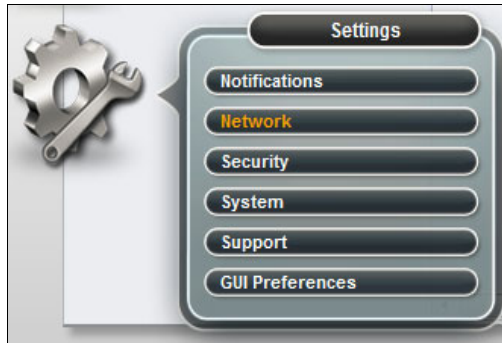 Settings
Notifications
Network
Security
System
Support
GUI Preferences